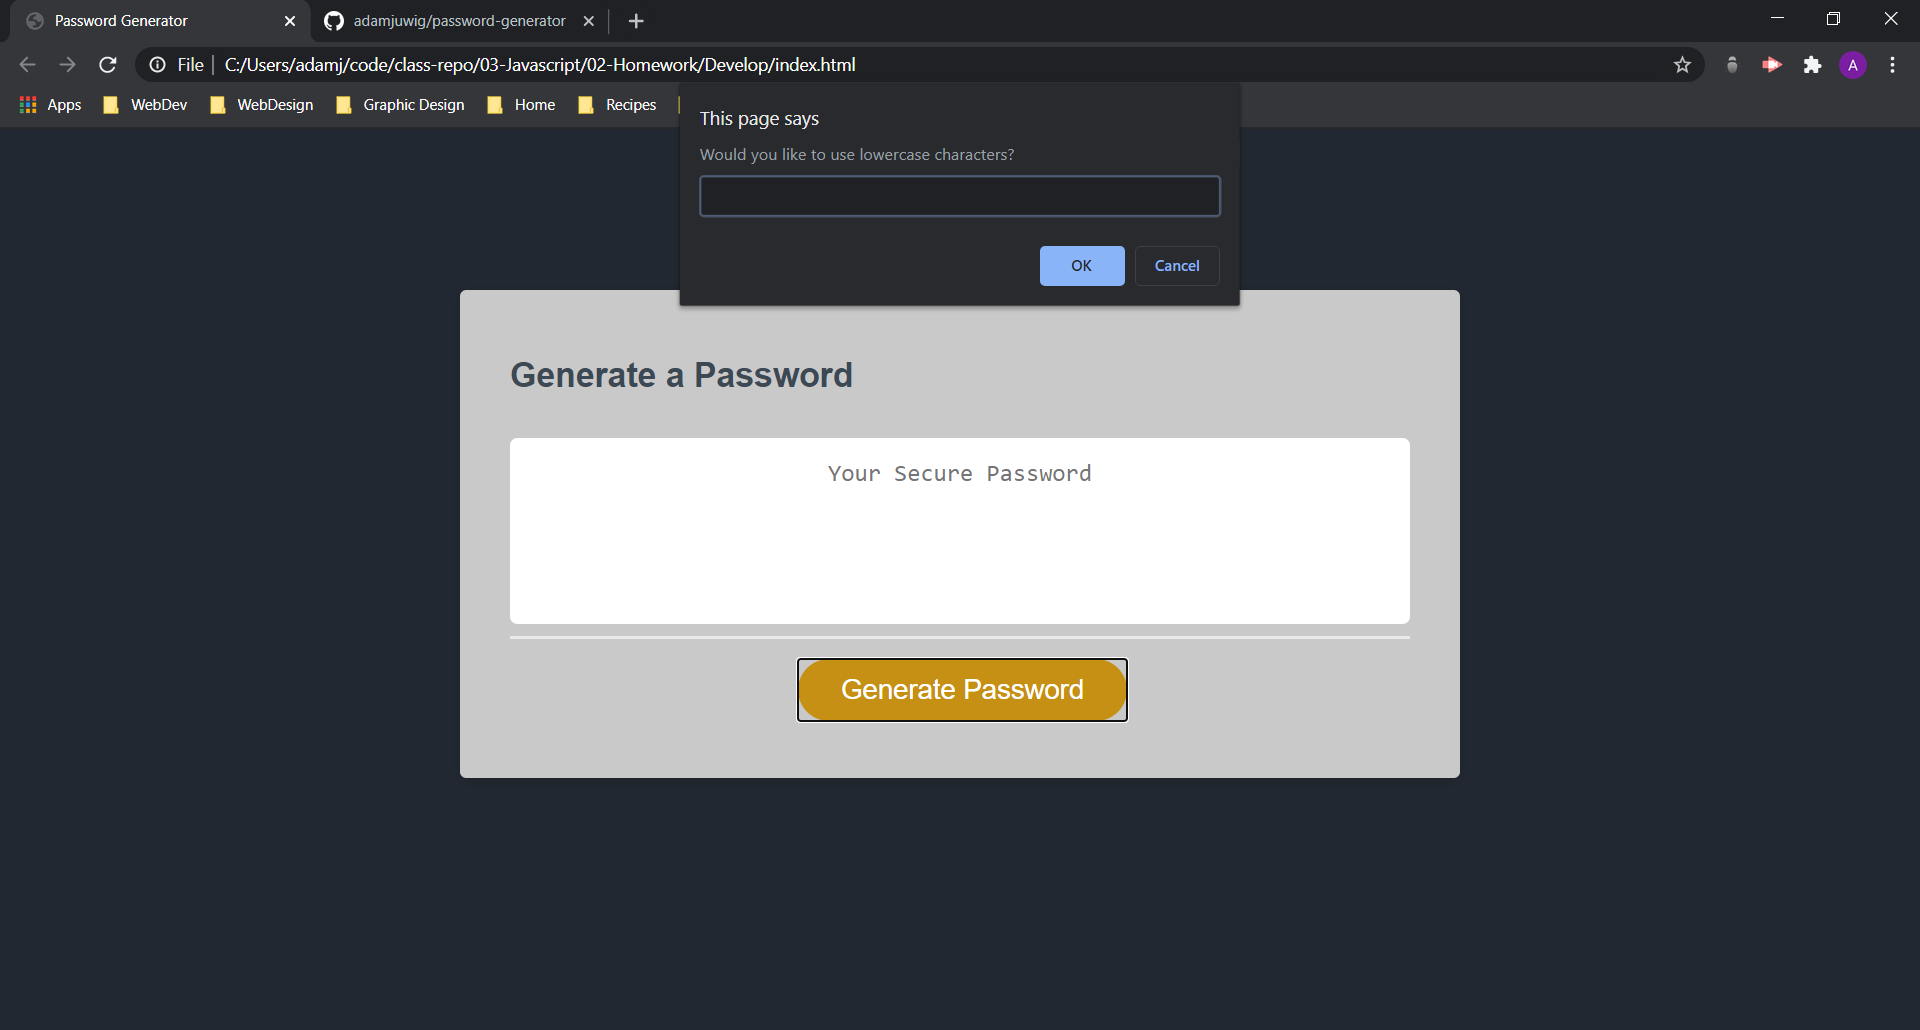 Password Generator
adamjuwig/password-generator
File
C:/Users/adamj/code/class-repo/03-Javascript/02-Homework/Develop/index.html
A
Apps
WebDev
WebDesign
Graphic Design
Home
Recipes
This page says
Would you like to use lowercase characters?
OK
Cancel
Generate a Password
Your Secure Password
Generate Password